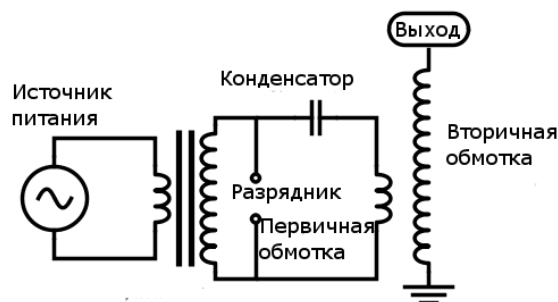 Выход
Конденсатор
Источник
питания
Вторичная
обмотка
Разрядник
Первичная
обмотка